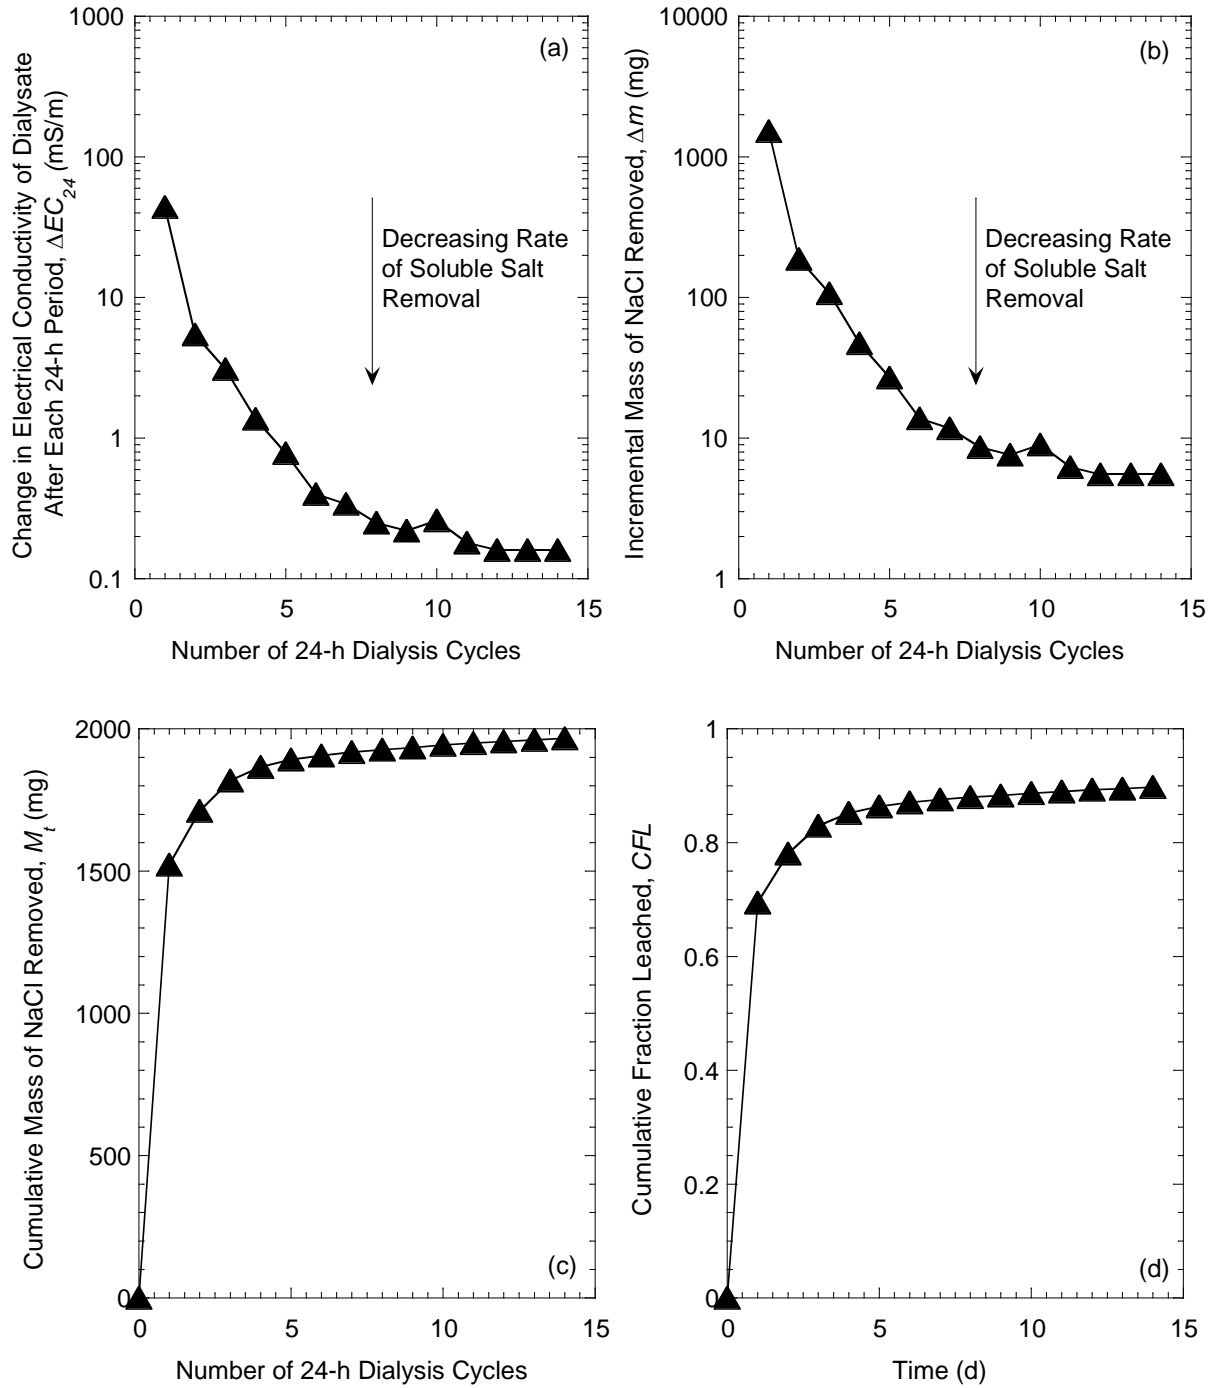 Change in Electrical Conductivity of Dialysate
After Each 24-h Period, ΔEC24 (mS/m)
1000
100
10
1
0.1
(a)
Decreasing Rate
of Soluble Salt
Removal
0 5 10 15
Number of 24-h Dialysis Cycles
Incremental Mass of NaCl Removed, Δm (mg)
10000
1000
100
10
1
(b)
Decreasing Rate
of Soluble Salt
Removal
0 5 10 15
Number of 24-h Dialysis Cycles
Cumulative Mass of NaCl Removed, Mt (mg)
2000
1500
1000
500
0
(c)
0 5 10 15
Number of 24-h Dialysis Cycles
Cumulative Fraction Leached, CFL
1
0.8
0.6
0.4
0.2
0
(d)
0 5 10 15
Time (d)